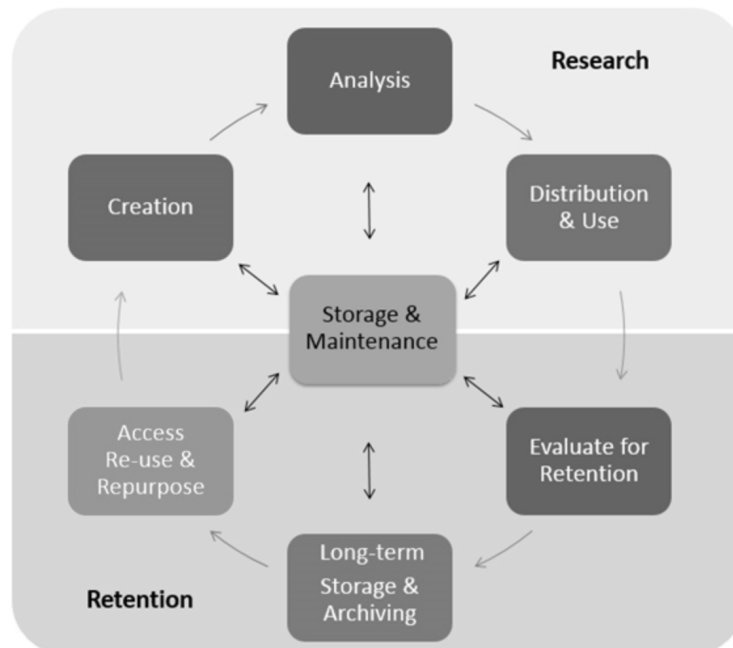 Analysis
Research
Creation
Distribution
& Use
Storage &
Maintenance
Access
Re-use &
Repurpose
Evaluate for
Retention
Long-term
Storage &
Archiving
Retention